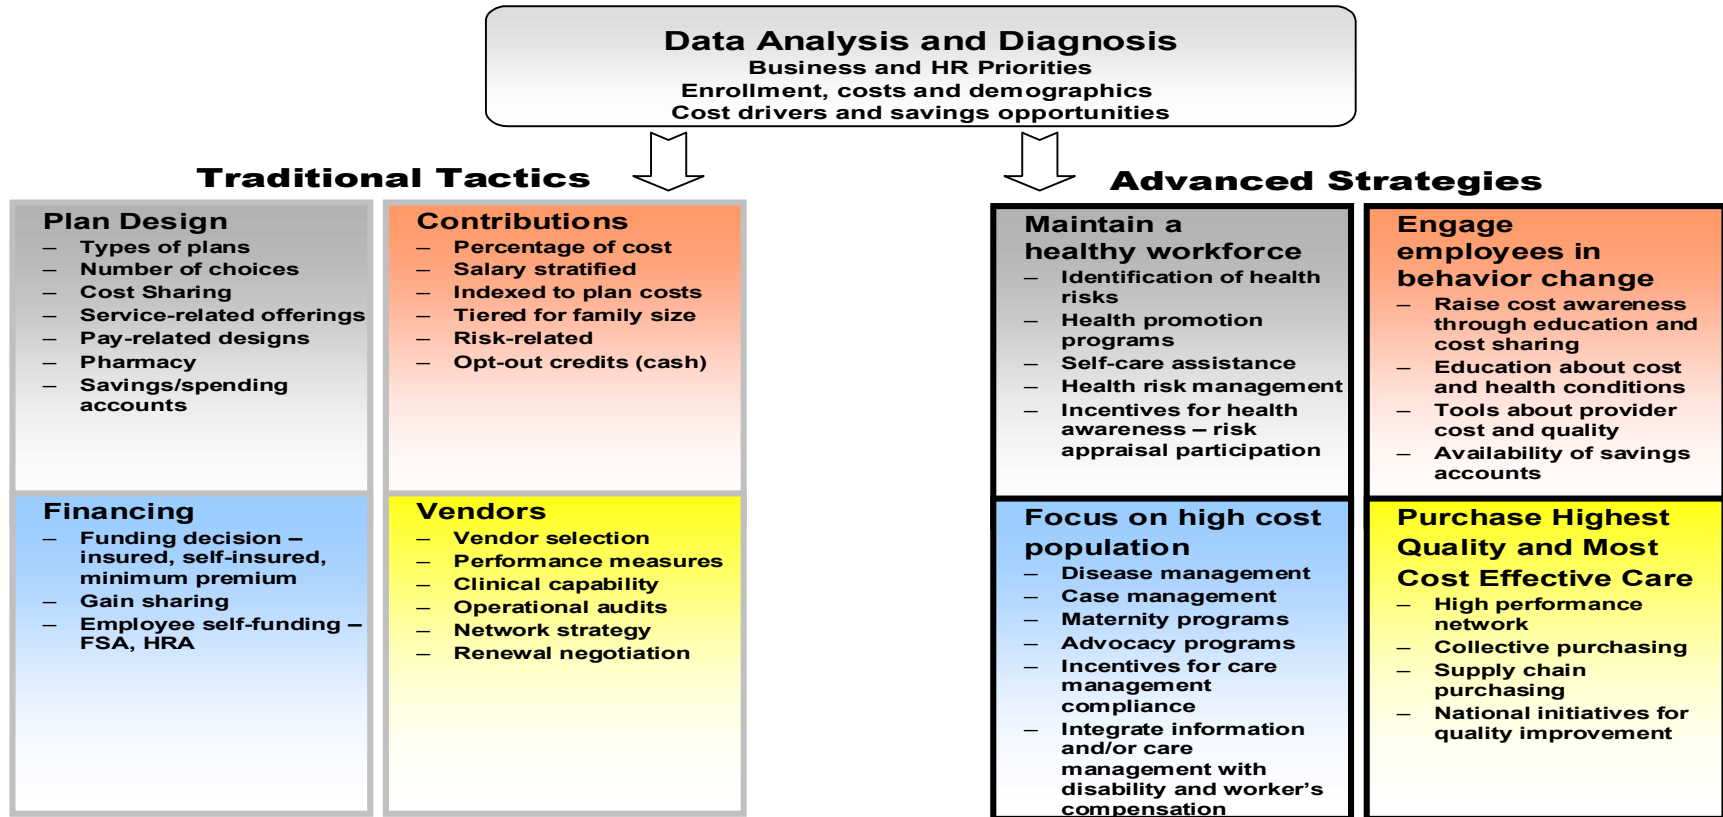 Data Analysis and Diagnosis
Business and HR Priorities
Enrollment, costs and demographics
Cost drivers and savings opportunities
Traditional Tactics
Plan Design
– Types of plans
– Number of choices
– Cost Sharing
– Service-related offerings
– Pay-related designs
– Pharmacy
– Savings/spending
accounts
Contributions
– Percentage of cost
– Salary stratified
– Indexed to plan costs
– Tiered for family size
– Risk-related
– Opt-out credits (cash)
Financing
– Funding decision –
insured, self-insured,
minimum premium
– Gain sharing
– Employee self-funding –
FSA, HRA
Vendors
– Vendor selection
– Performance measures
– Clinical capability
– Operational audits
– Network strategy
– Renewal negotiation
Advanced Strategies
Maintain a
healthy workforce
– Identification of health
risks
– Health promotion
programs
– Self-care assistance
– Health risk management
– Incentives for health
awareness – risk
appraisal participation
Engage
employees in
behavior change
– Raise cost awareness
through education and
cost sharing
– Education about cost
and health conditions
– Tools about provider
cost and quality
– Availability of savings
accounts
Focus on high cost
population
– Disease management
– Case management
– Maternity programs
– Advocacy programs
– Incentives for care
management
compliance
– Integrate information
and/or care
management with
disability and worker's
compensation
Purchase Highest
Quality and Most
Cost Effective Care
– High performance
network
– Collective purchasing
– Supply chain
purchasing
– National initiatives for
quality improvement